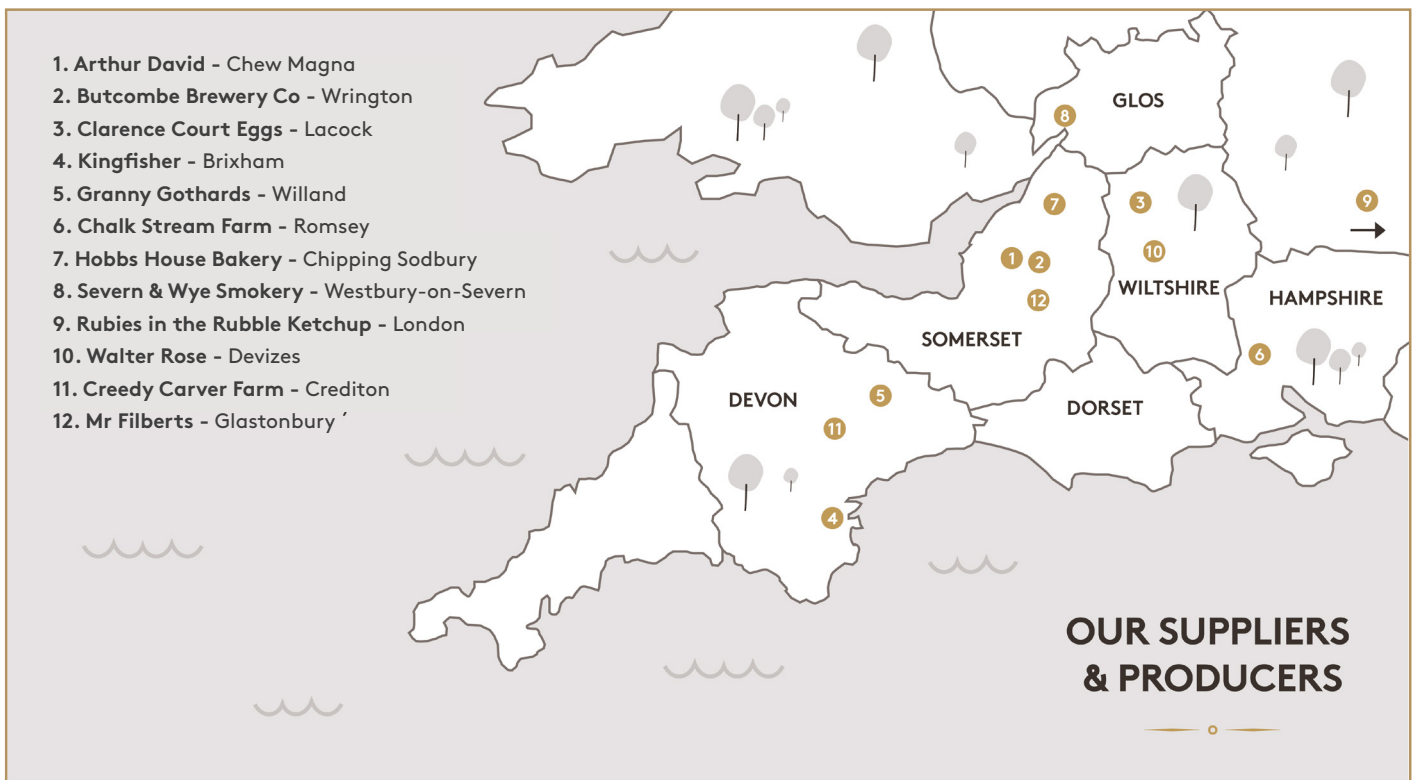 1. Arthur David - Chew Magna
2. Butcombe Brewery Co - Wrington
3. Clarence Court Eggs - Lacock
4. Kingfisher - Brixham
5. Granny Gothards - Willand
6. Chalk Stream Farm - Romsey
7. Hobbs House Bakery - Chipping Sodbury
8. Severn & Wye Smokery - Westbury-on-Severn
9. Rubies in the Rubble Ketchup - London
10. Walter Rose - Devizes
11. Creedy Carver Farm - Crediton
12. Mr Filberts - Glastonbury ´
GLOS
8
7
3
9
1
2
10
12
WILTSHIRE
HAMPSHIRE
SOMERSET
6
DEVON
5
DORSET
11
4
OUR SUPPLIERS
& PRODUCERS